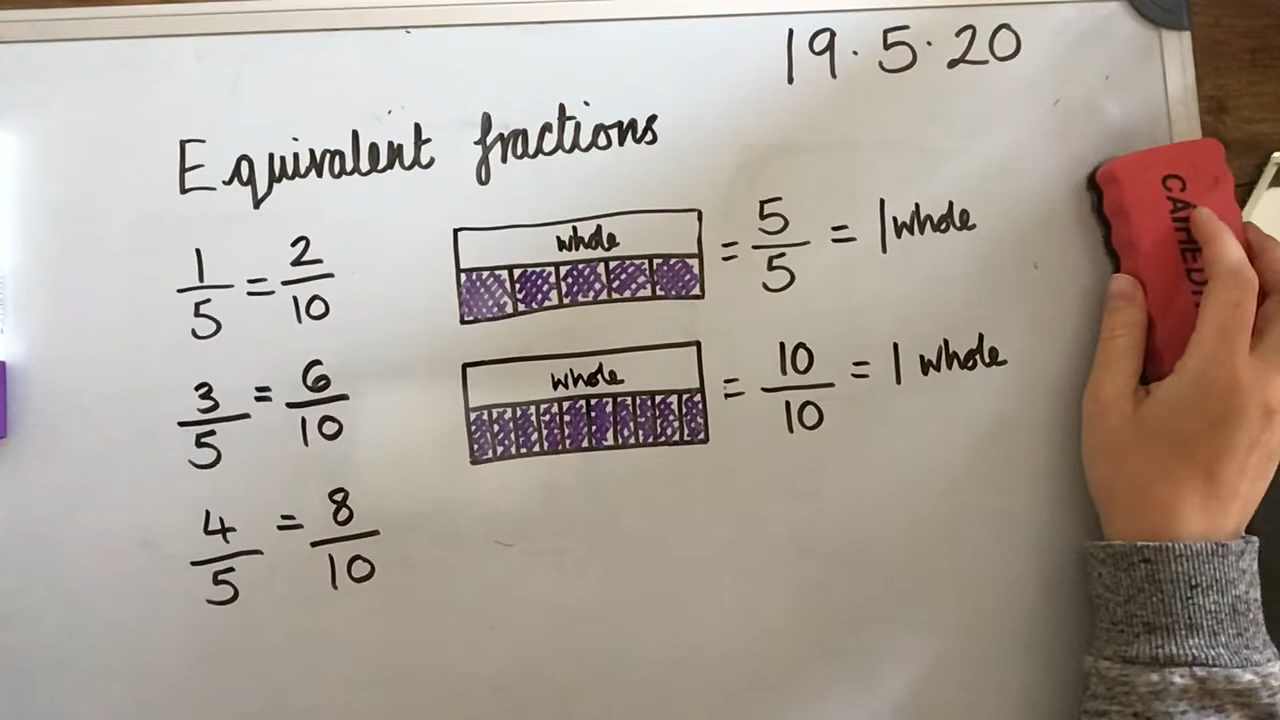 19.5.20
Equivalent fractions
1/5 = 2/10
whole = 5/5 = 1 whole
3/5 = 6/10
whole = 10/10 = 1 whole
4/5 = 8/10